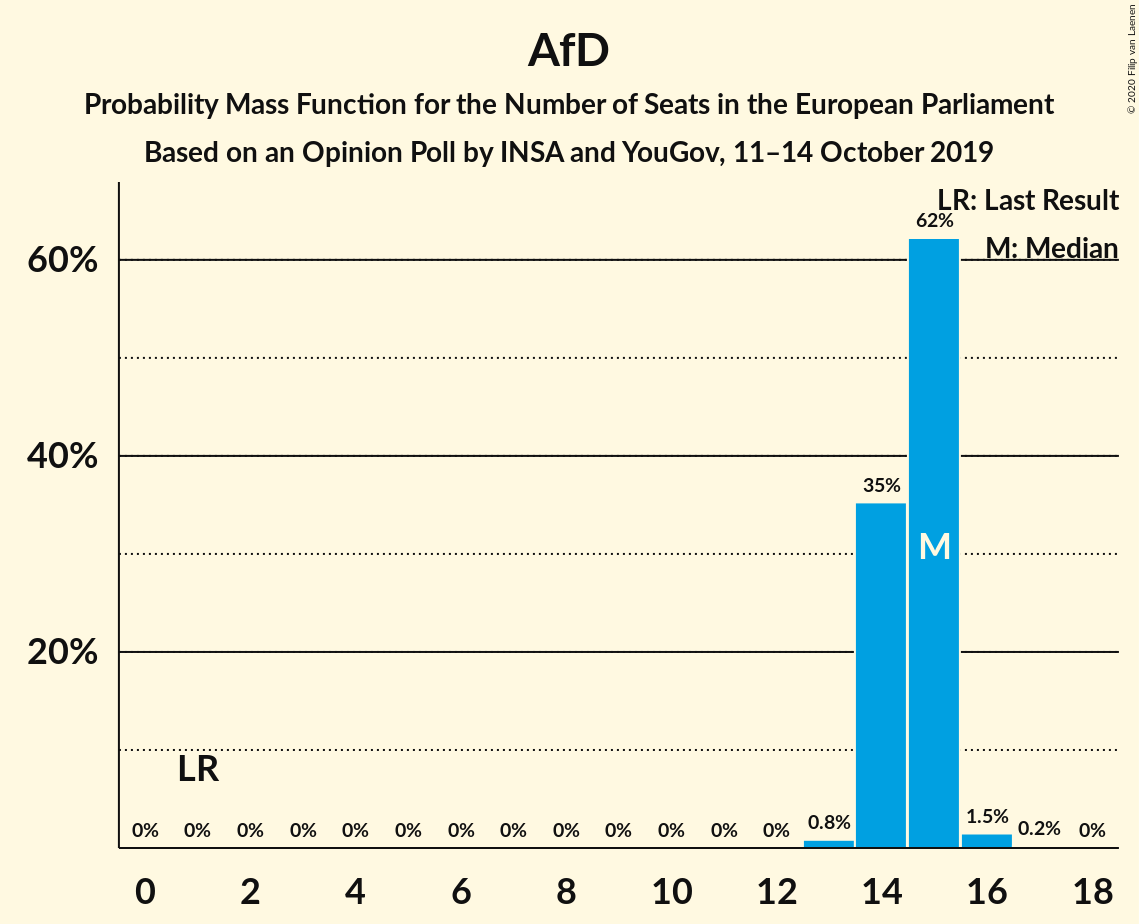 AfD
Probability Mass Function for the Number of Seats in the European Parliament
Based on an Opinion Poll by INSA and YouGov, 11–14 October 2019
© 2020 Filip van Laenen
LR: Last Result
M: Median
62%
60%
40%
35%
M
20%
LR
0% 0% 0% 0% 0% 0% 0% 0% 0% 0% 0% 0% 0% 0.8% 1.5% 0.2% 0%
0 2 4 6 8 10 12 14 16 18